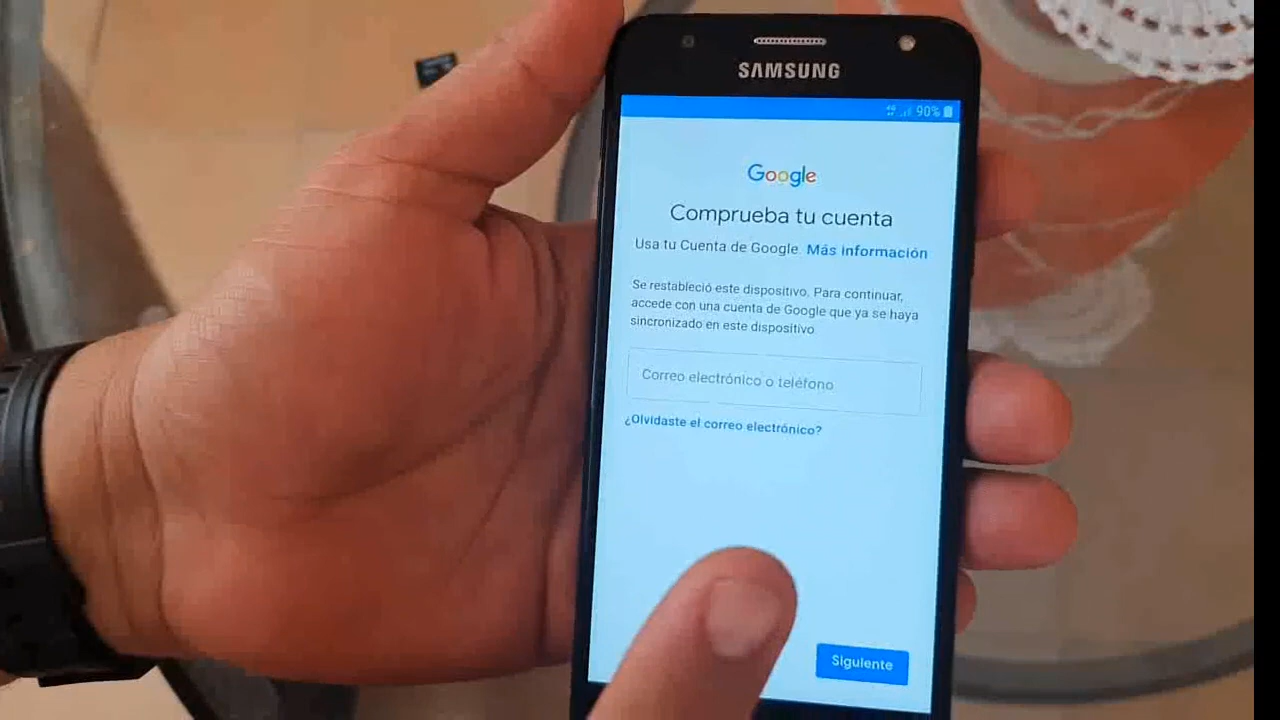 SAMSUNG
90%
Google
Comprueba tu cuenta
Usa tu Cuenta de Google. Más información
Se restableció este dispositivo. Para continuar,
accede con una cuenta de Google que ya se haya
sincronizado en este dispositivo
Correo electrónico o teléfono
¿Olvidaste el correo electrónico?
Siguiente